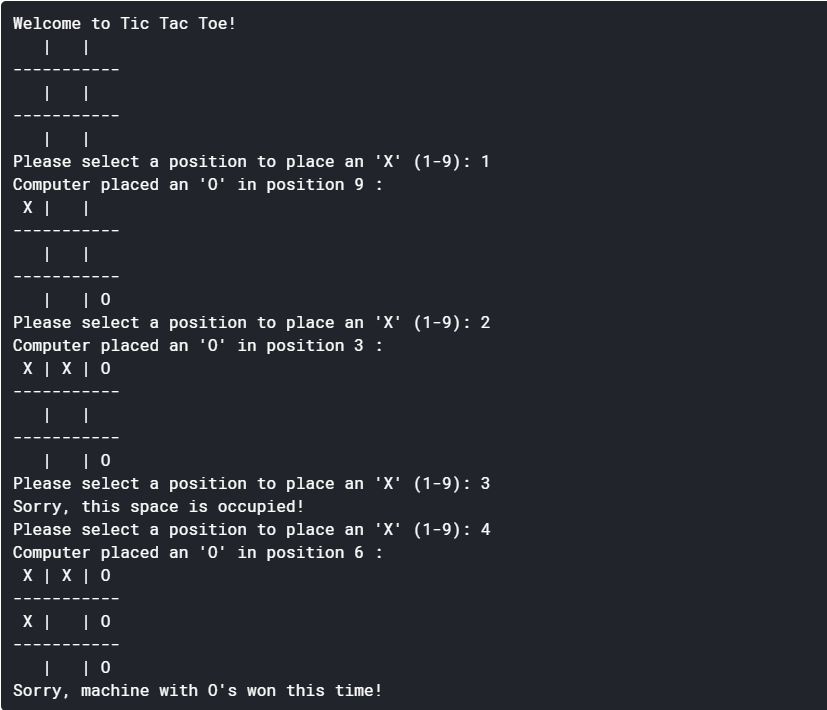 Welcome to Tic Tac Toe!
   |   |
-----------
   |   |
-----------
   |   |
Please select a position to place an 'X' (1-9): 1
Computer placed an 'O' in position 9 :
 X |   |
-----------
   |   |
-----------
   |   | O
Please select a position to place an 'X' (1-9): 2
Computer placed an 'O' in position 3 :
 X | X | O
-----------
   |   |
-----------
   |   | O
Please select a position to place an 'X' (1-9): 3
Sorry, this space is occupied!
Please select a position to place an 'X' (1-9): 4
Computer placed an 'O' in position 6 :
 X | X | O
-----------
 X |   | O
-----------
   |   | O
Sorry, machine with O's won this time!